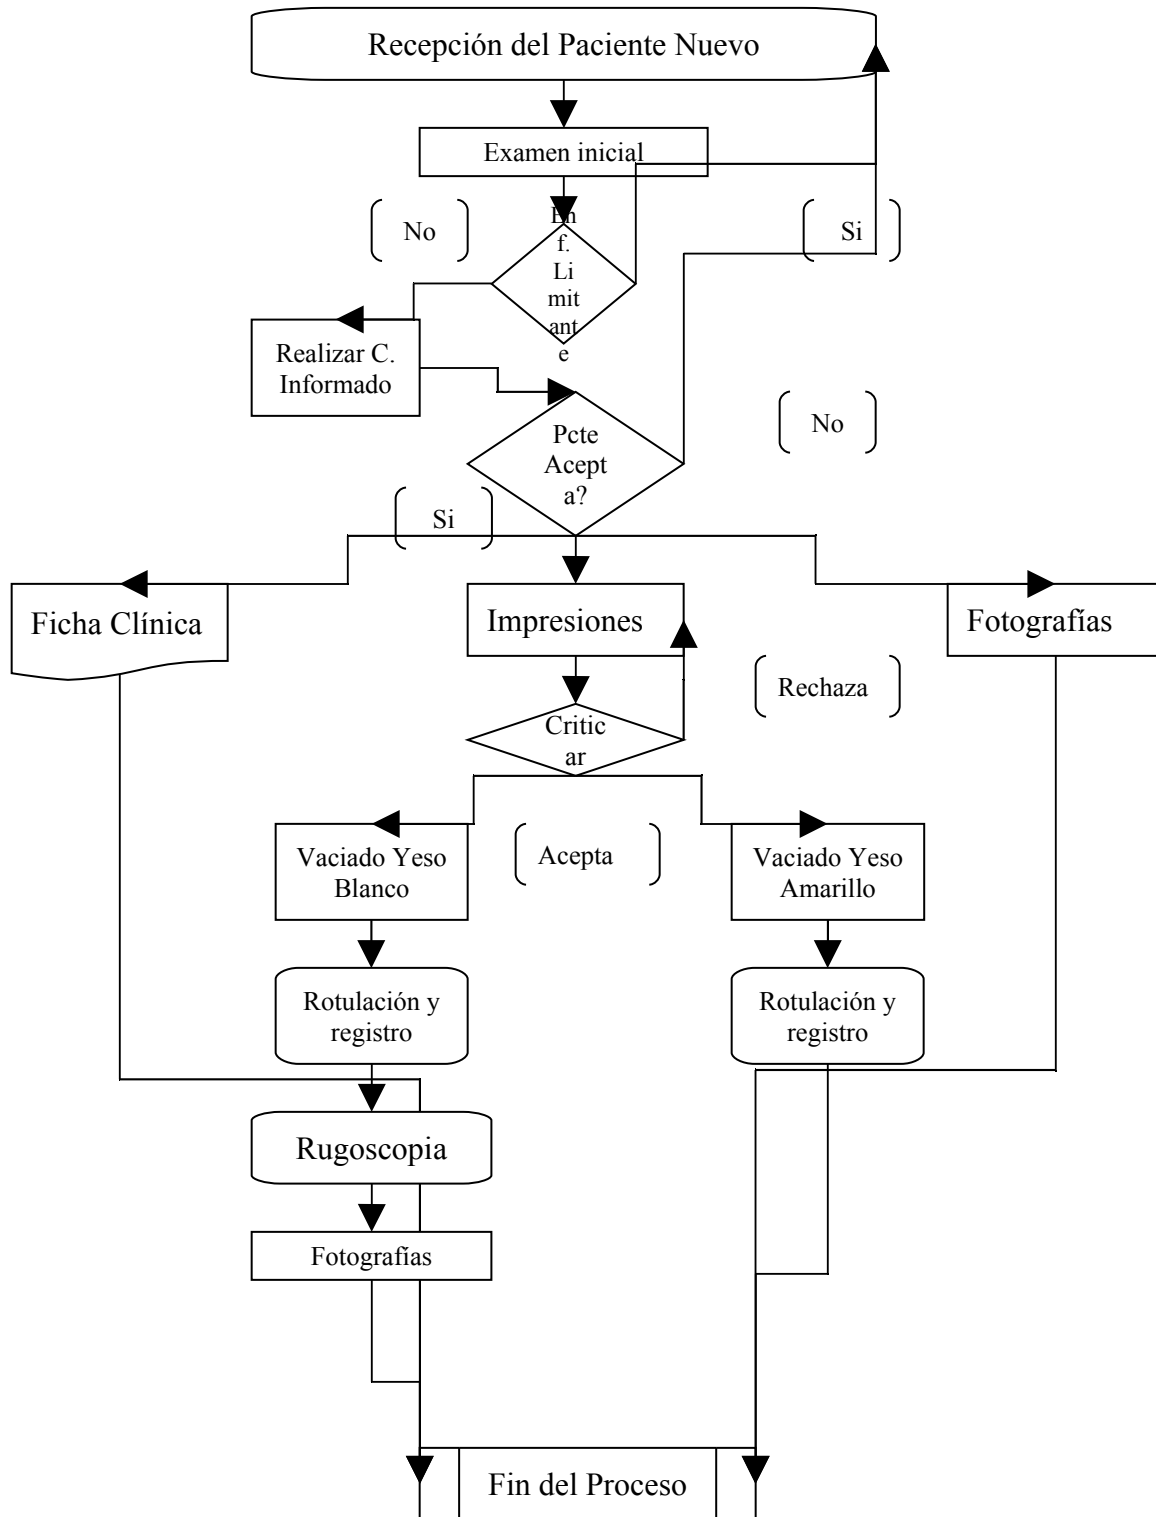 Recepción del Paciente Nuevo
Examen inicial
No
Si
En
f.
Li
mit
ant
e
Realizar C.
Informado
No
Pcte
Acept
a?
Si
Ficha Clínica
Impresiones
Fotografías
Rechaza
Critic
ar
Vaciado Yeso
Blanco
Acepta
Vaciado Yeso
Amarillo
Rotulación y
registro
Rotulación y
registro
Rugoscopia
Fotografías
Fin del Proceso